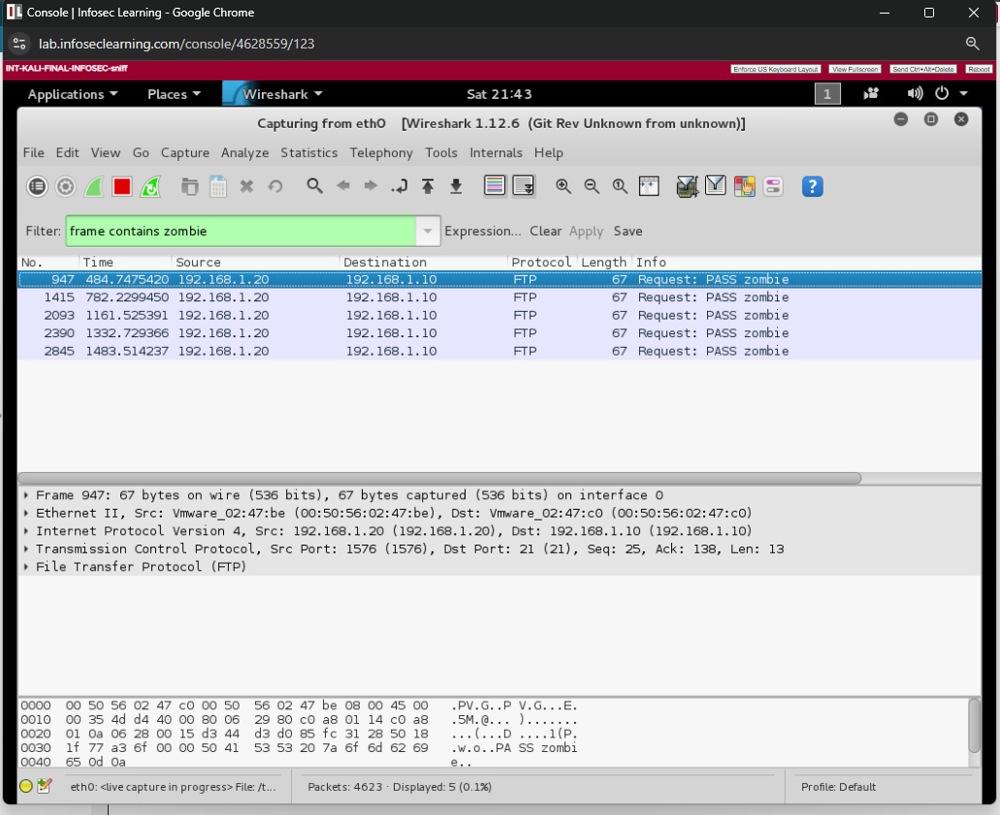 Console | Infosec Learning - Google Chrome
lab.infoseclearning.com/console/4628559/123
INT-KALI-FINAL-INFOSEC-sniff
Enforce US Keyboard Layout View Fullscreen Send Ctrl+Alt+Delete Reboot
Applications Places Wireshark Sat 21:43 1
Capturing from eth0 [Wireshark 1.12.6 (Git Rev Unknown from unknown)]
File Edit View Go Capture Analyze Statistics Telephony Tools Internals Help
Filter: frame contains zombie Expression... Clear Apply Save
No. Time Source Destination Protocol Length Info
947 484.7475420 192.168.1.20 192.168.1.10 FTP 67 Request: PASS zombie
1415 782.2299450 192.168.1.20 192.168.1.10 FTP 67 Request: PASS zombie
2093 1161.525391 192.168.1.20 192.168.1.10 FTP 67 Request: PASS zombie
2390 1332.729366 192.168.1.20 192.168.1.10 FTP 67 Request: PASS zombie
2845 1483.514237 192.168.1.20 192.168.1.10 FTP 67 Request: PASS zombie
Frame 947: 67 bytes on wire (536 bits), 67 bytes captured (536 bits) on interface 0
Ethernet II, Src: Vmware_02:47:be (00:50:56:02:47:be), Dst: Vmware_02:47:c0 (00:50:56:02:47:c0)
Internet Protocol Version 4, Src: 192.168.1.20 (192.168.1.20), Dst: 192.168.1.10 (192.168.1.10)
Transmission Control Protocol, Src Port: 1576 (1576), Dst Port: 21 (21), Seq: 25, Ack: 138, Len: 13
File Transfer Protocol (FTP)
0000 00 50 56 02 47 c0 00 50 56 02 47 be 08 00 45 00 .PV.G..P V.G...E.
0010 00 35 4d d4 40 00 80 06 29 80 c0 a8 01 14 c0 a8 .5M.@... ).......
0020 01 0a 06 28 00 15 d3 44 d3 d0 85 fc 31 28 50 18 ...(...D ....1(P.
0030 1f 77 a3 6f 00 00 50 41 53 53 20 7a 6f 6d 62 69 .w.o..PA SS zombi
0040 65 0d 0a e..
eth0: <live capture in progress> File: /t... Packets: 4623 · Displayed: 5 (0.1%) Profile: Default